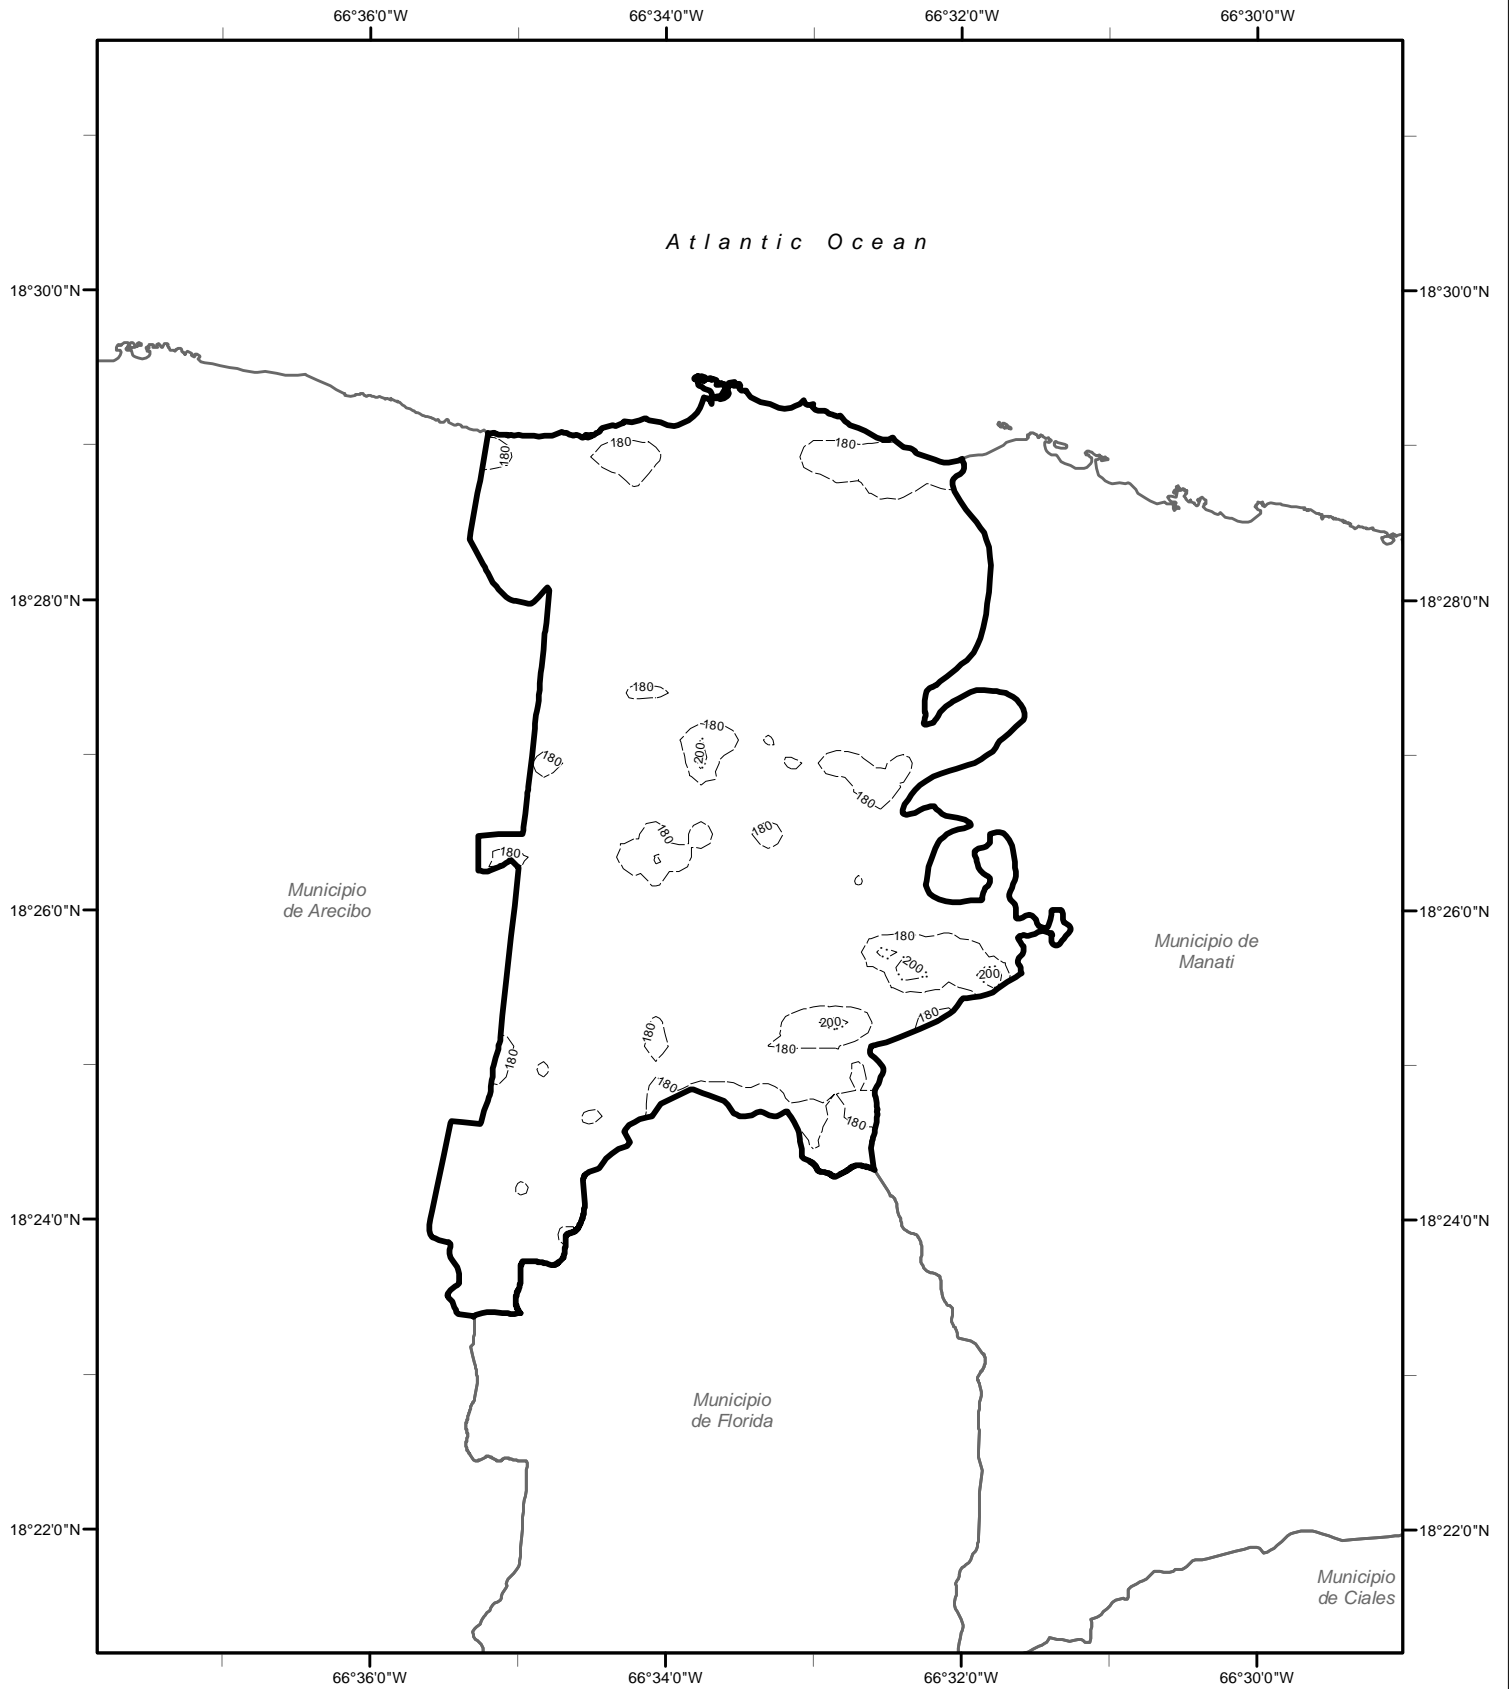 66°36'0"W
66°34'0"W
66°32'0"W
66°30'0"W
Atlantic Ocean
18°30'0"N
18°30'0"N
180
180
180
18°28'0"N
18°28'0"N
180
180
200
180
180
180
180
180
Municipio
de Arecibo
18°26'0"N
18°26'0"N
180
200
200
Municipio de
Manati
180
200
180
180
180
180
180
18°24'0"N
18°24'0"N
Municipio
de Florida
18°22'0"N
18°22'0"N
Municipio
de Ciales
66°36'0"W
66°34'0"W
66°32'0"W
66°30'0"W